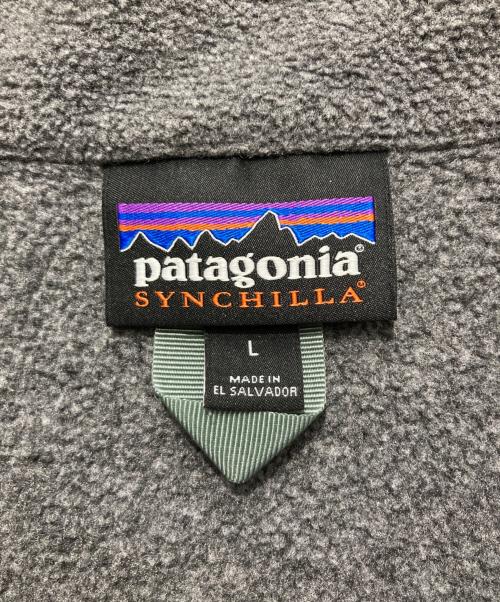 patagonia®
SYNCHILLA®
L
MADE IN
EL SALVADOR